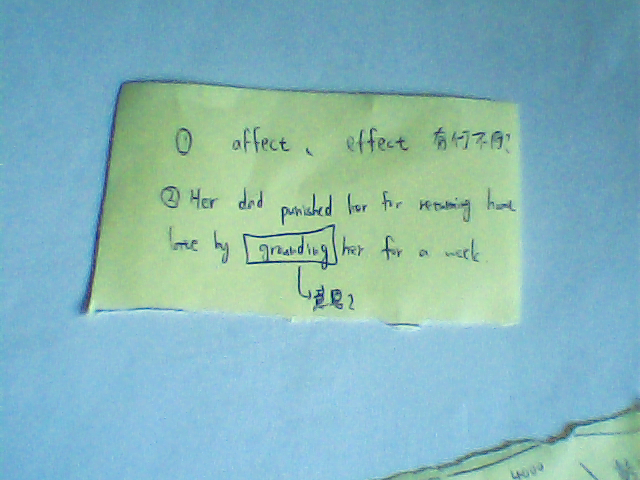 ① affect、effect 有何不同?
② Her dad punished her for returning home
late by grounding her for a week.
意思?
4000